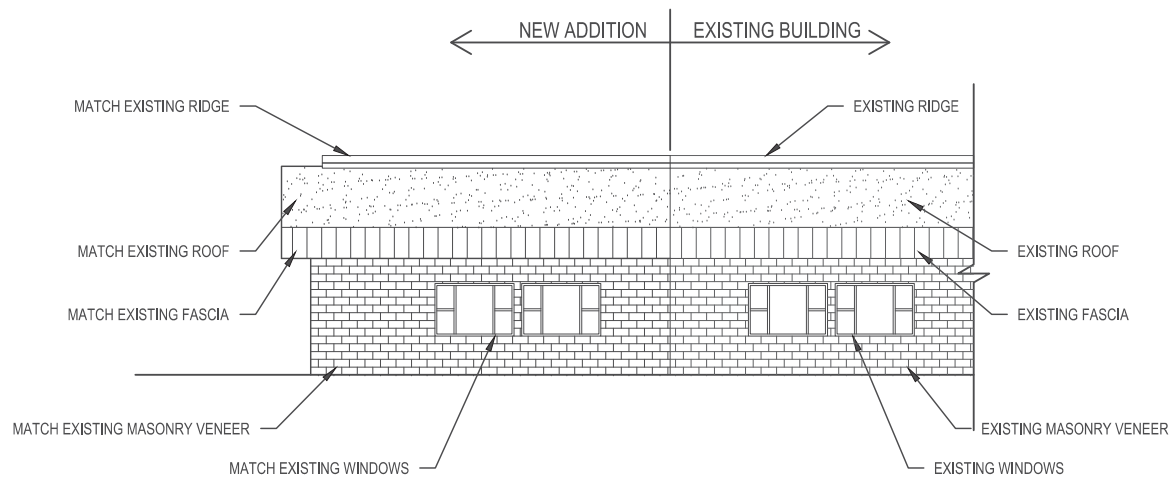 NEW ADDITION
EXISTING BUILDING
MATCH EXISTING RIDGE
EXISTING RIDGE
MATCH EXISTING ROOF
EXISTING ROOF
MATCH EXISTING FASCIA
EXISTING FASCIA
MATCH EXISTING MASONRY VENEER
EXISTING MASONRY VENEER
MATCH EXISTING WINDOWS
EXISTING WINDOWS